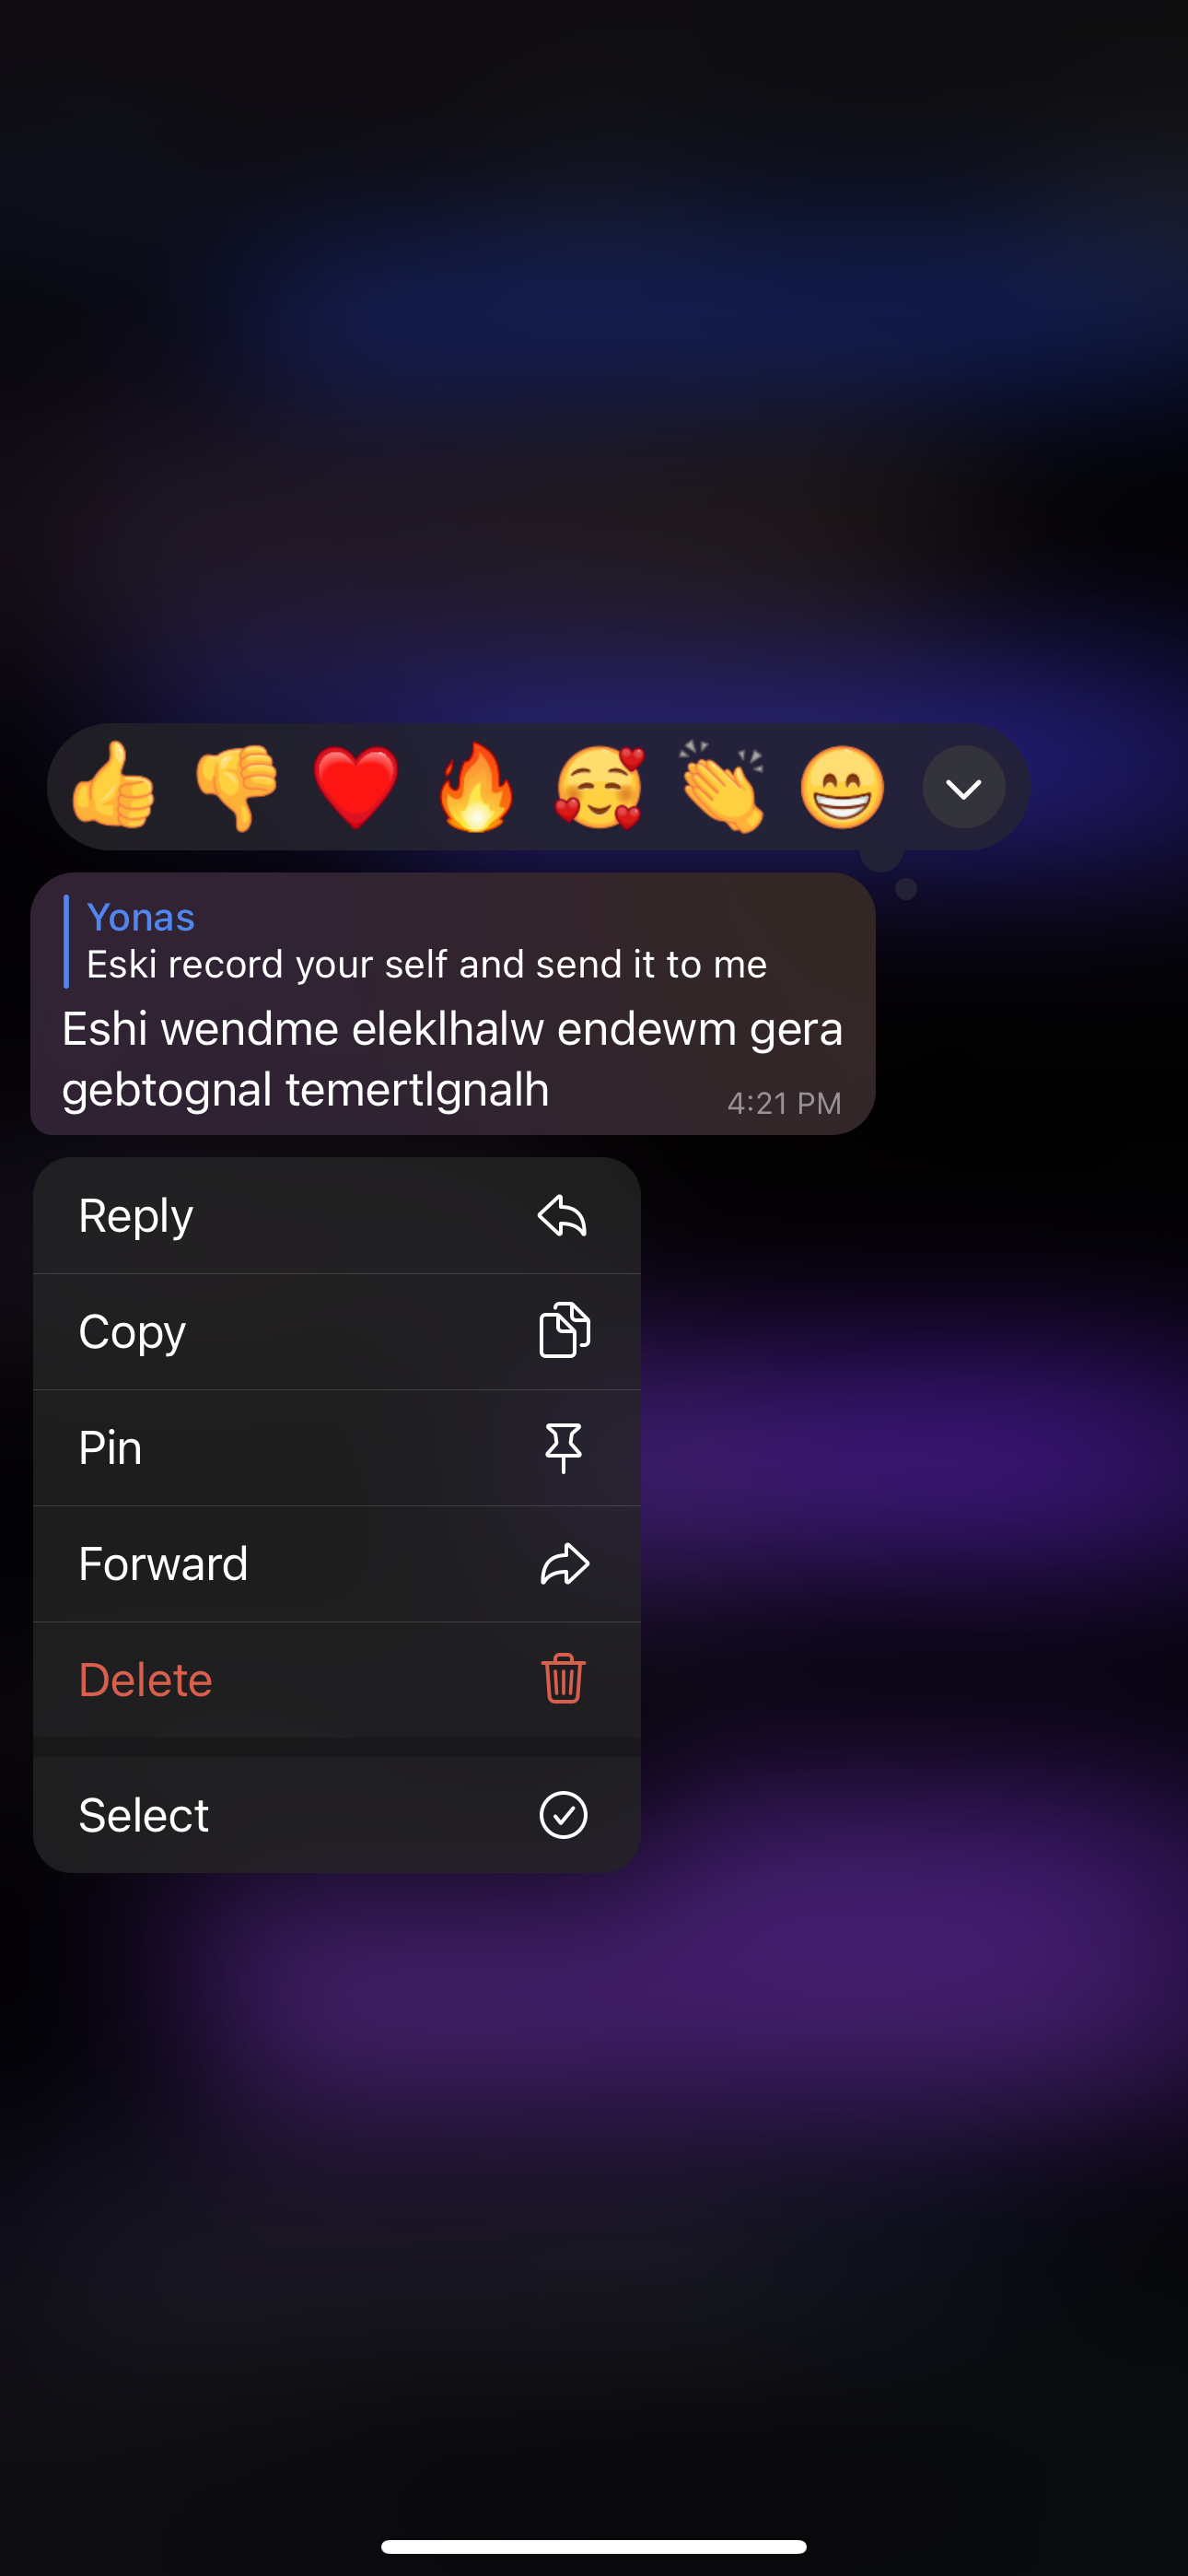 Yonas
Eski record your self and send it to me
Eshi wendme eleklhalw endewm gera
gebtognal temertlgnalh
4:21 PM
Reply
Copy
Pin
Forward
Delete
Select